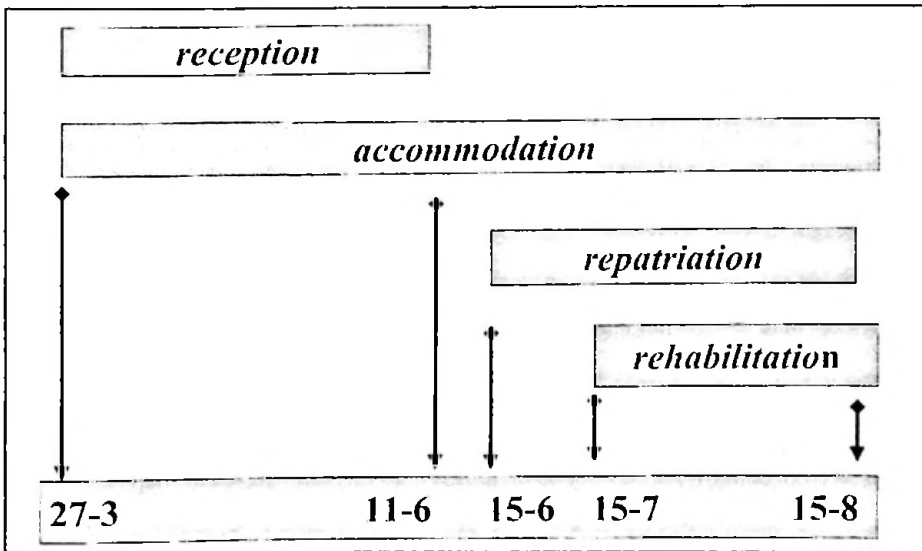 reception
accommodation
repatriation
rehabilitation
27-3 11-6 15-6 15-7 15-8